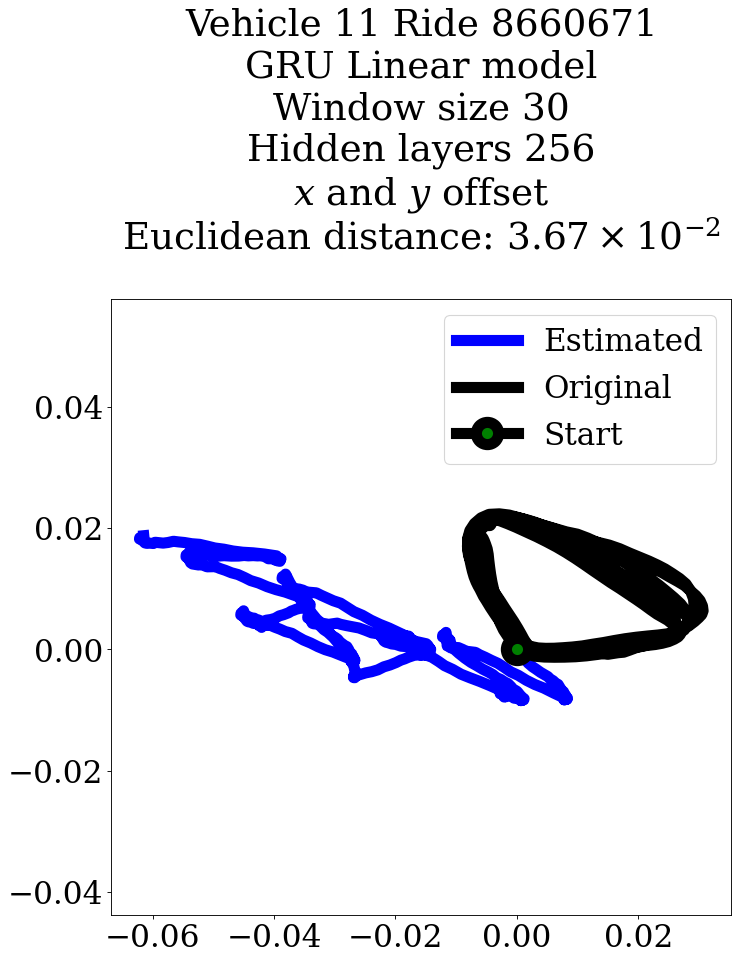 Vehicle 11 Ride 8660671
GRU Linear model
Window size 30
Hidden layers 256
x and y offset
Euclidean distance: 3.67 × 10⁻²
Estimated
Original
Start
0.04
0.02
0.00
−0.02
−0.04
−0.06 −0.04 −0.02 0.00 0.02